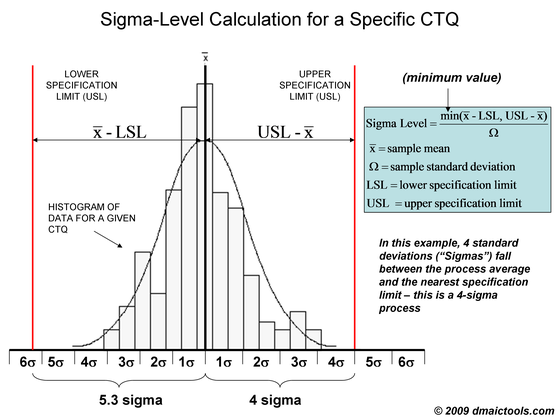 Sigma-Level Calculation for a Specific CTQ
x̅
LOWER
SPECIFICATION
LIMIT (USL)
UPPER
SPECIFICATION
LIMIT (USL)
x̅ - LSL
USL - x̅
HISTOGRAM OF
DATA FOR A GIVEN
CTQ
6σ 5σ 4σ 3σ 2σ 1σ 1σ 2σ 3σ 4σ 5σ 6σ
5.3 sigma
4 sigma
(minimum value)
Sigma Level = min(x̅ - LSL, USL - x̅)
Ω
x̅ = sample mean
Ω = sample standard deviation
LSL = lower specification limit
USL = upper specification limit
In this example, 4 standard
deviations (“Sigmas”) fall
between the process average
and the nearest specification
limit – this is a 4-sigma
process
© 2009 dmaictools.com